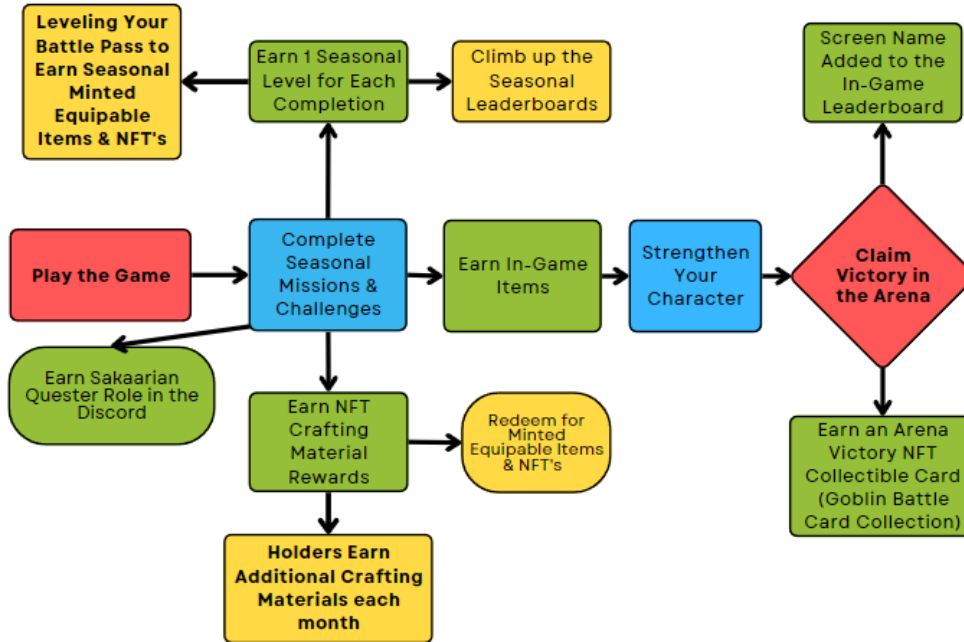 Leveling Your
Battle Pass to
Earn Seasonal
Minted
Equipable
Items & NFT's
Earn 1 Seasonal
Level for Each
Completion
Climb up the
Seasonal
Leaderboards
Screen Name
Added to the
In-Game
Leaderboard
Play the Game
Complete
Seasonal
Missions &
Challenges
Earn In-Game
Items
Strengthen
Your
Character
Claim
Victory in
the Arena
Earn Sakaarian
Quester Role in the
Discord
Earn NFT
Crafting
Material
Rewards
Redeem for
Minted
Equipable Items
& NFT's
Earn an Arena
Victory NFT
Collectible Card
(Goblin Battle
Card Collection)
Holders Earn
Additional Crafting
Materials each
month